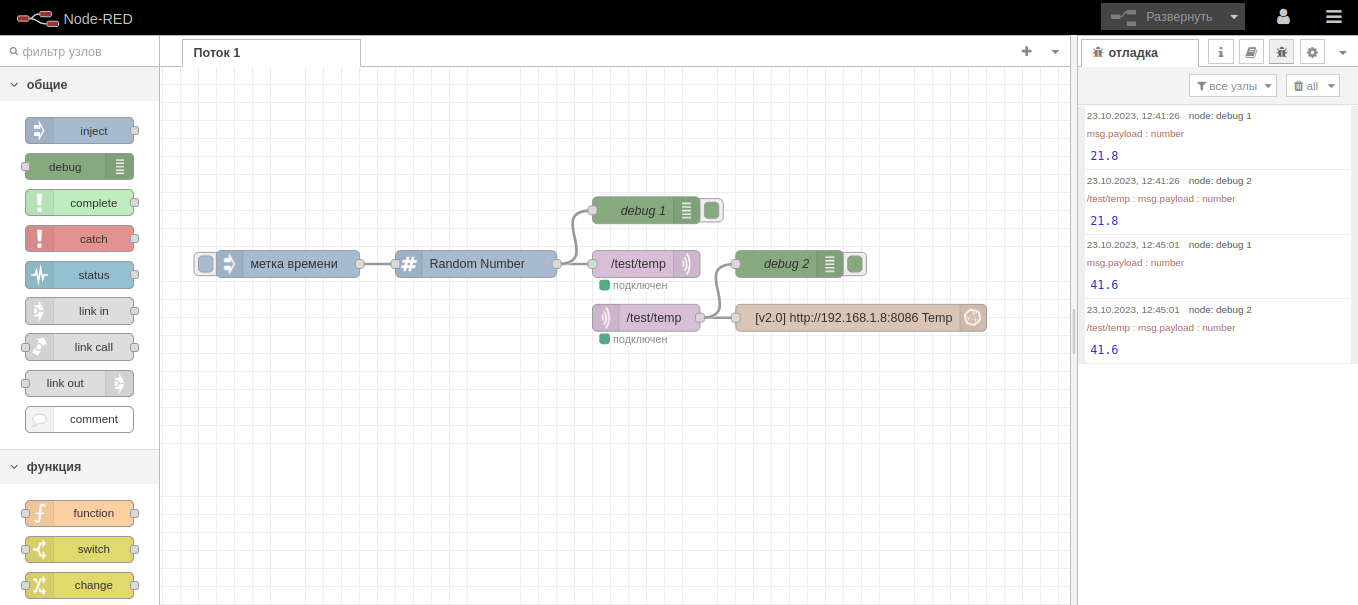 Node-RED
Развернуть
фильтр узлов
общие
inject
debug
complete
catch
status
link in
link call
link out
comment
функция
function
switch
change
Поток 1
метка времени
Random Number
debug 1
/test/temp
подключен
debug 2
/test/temp
подключен
[v2.0] http://192.168.1.8:8086 Temp
отладка
все узлы
all
23.10.2023, 12:41:26 node: debug 1
msg.payload : number
21.8
23.10.2023, 12:41:26 node: debug 2
/test/temp : msg.payload : number
21.8
23.10.2023, 12:45:01 node: debug 1
msg.payload : number
41.6
23.10.2023, 12:45:01 node: debug 2
/test/temp : msg.payload : number
41.6